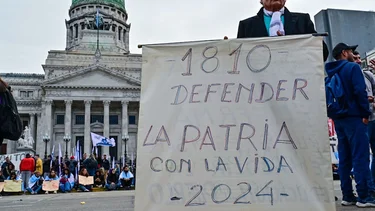 -1810-
DEFENDER
LA PATRIA
CON LA VIDA
-2024-